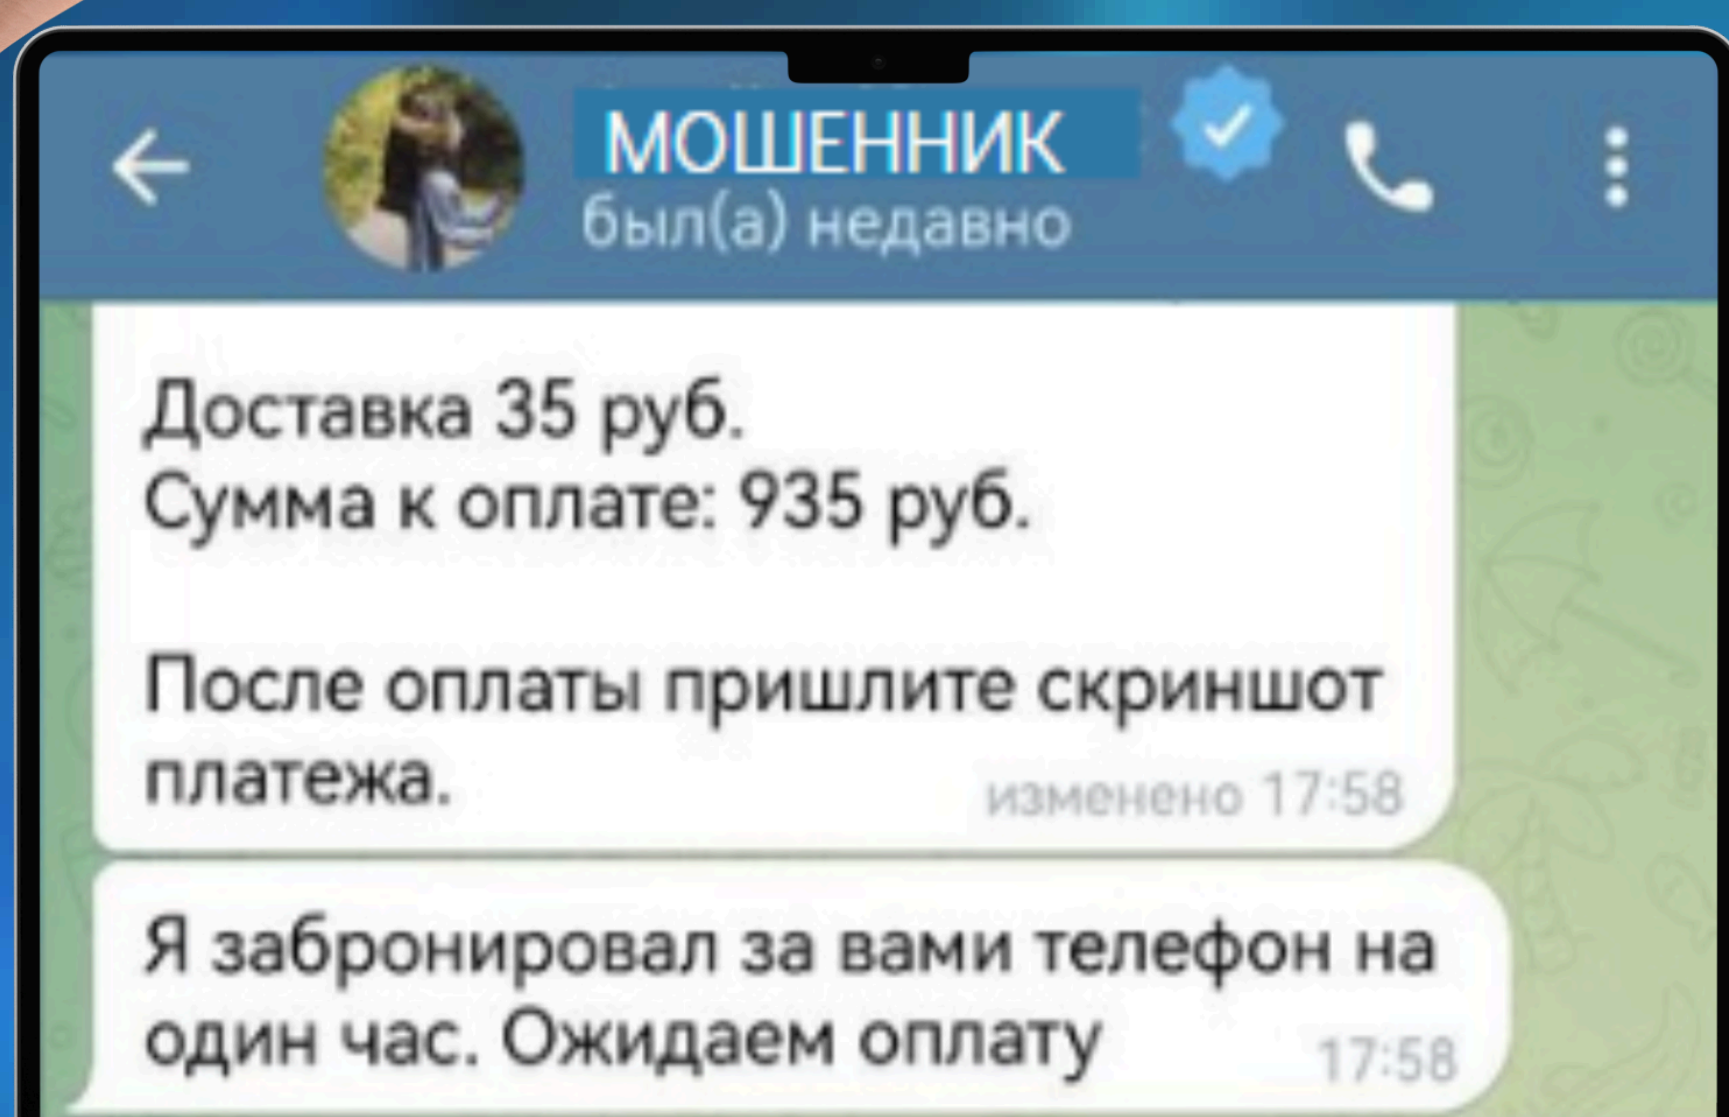 МОШЕННИК
был(а) недавно
Доставка 35 руб.
Сумма к оплате: 935 руб.
После оплаты пришлите скриншот
платежа.
изменено 17:58
Я забронировал за вами телефон на
один час. Ожидаем оплату
17:58